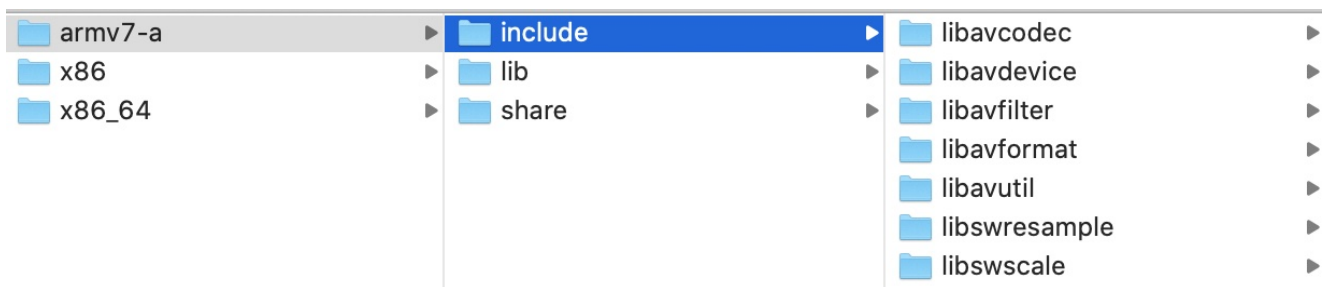 armv7-a
x86
x86_64
include
lib
share
libavcodec
libavdevice
libavfilter
libavformat
libavutil
libswresample
libswscale